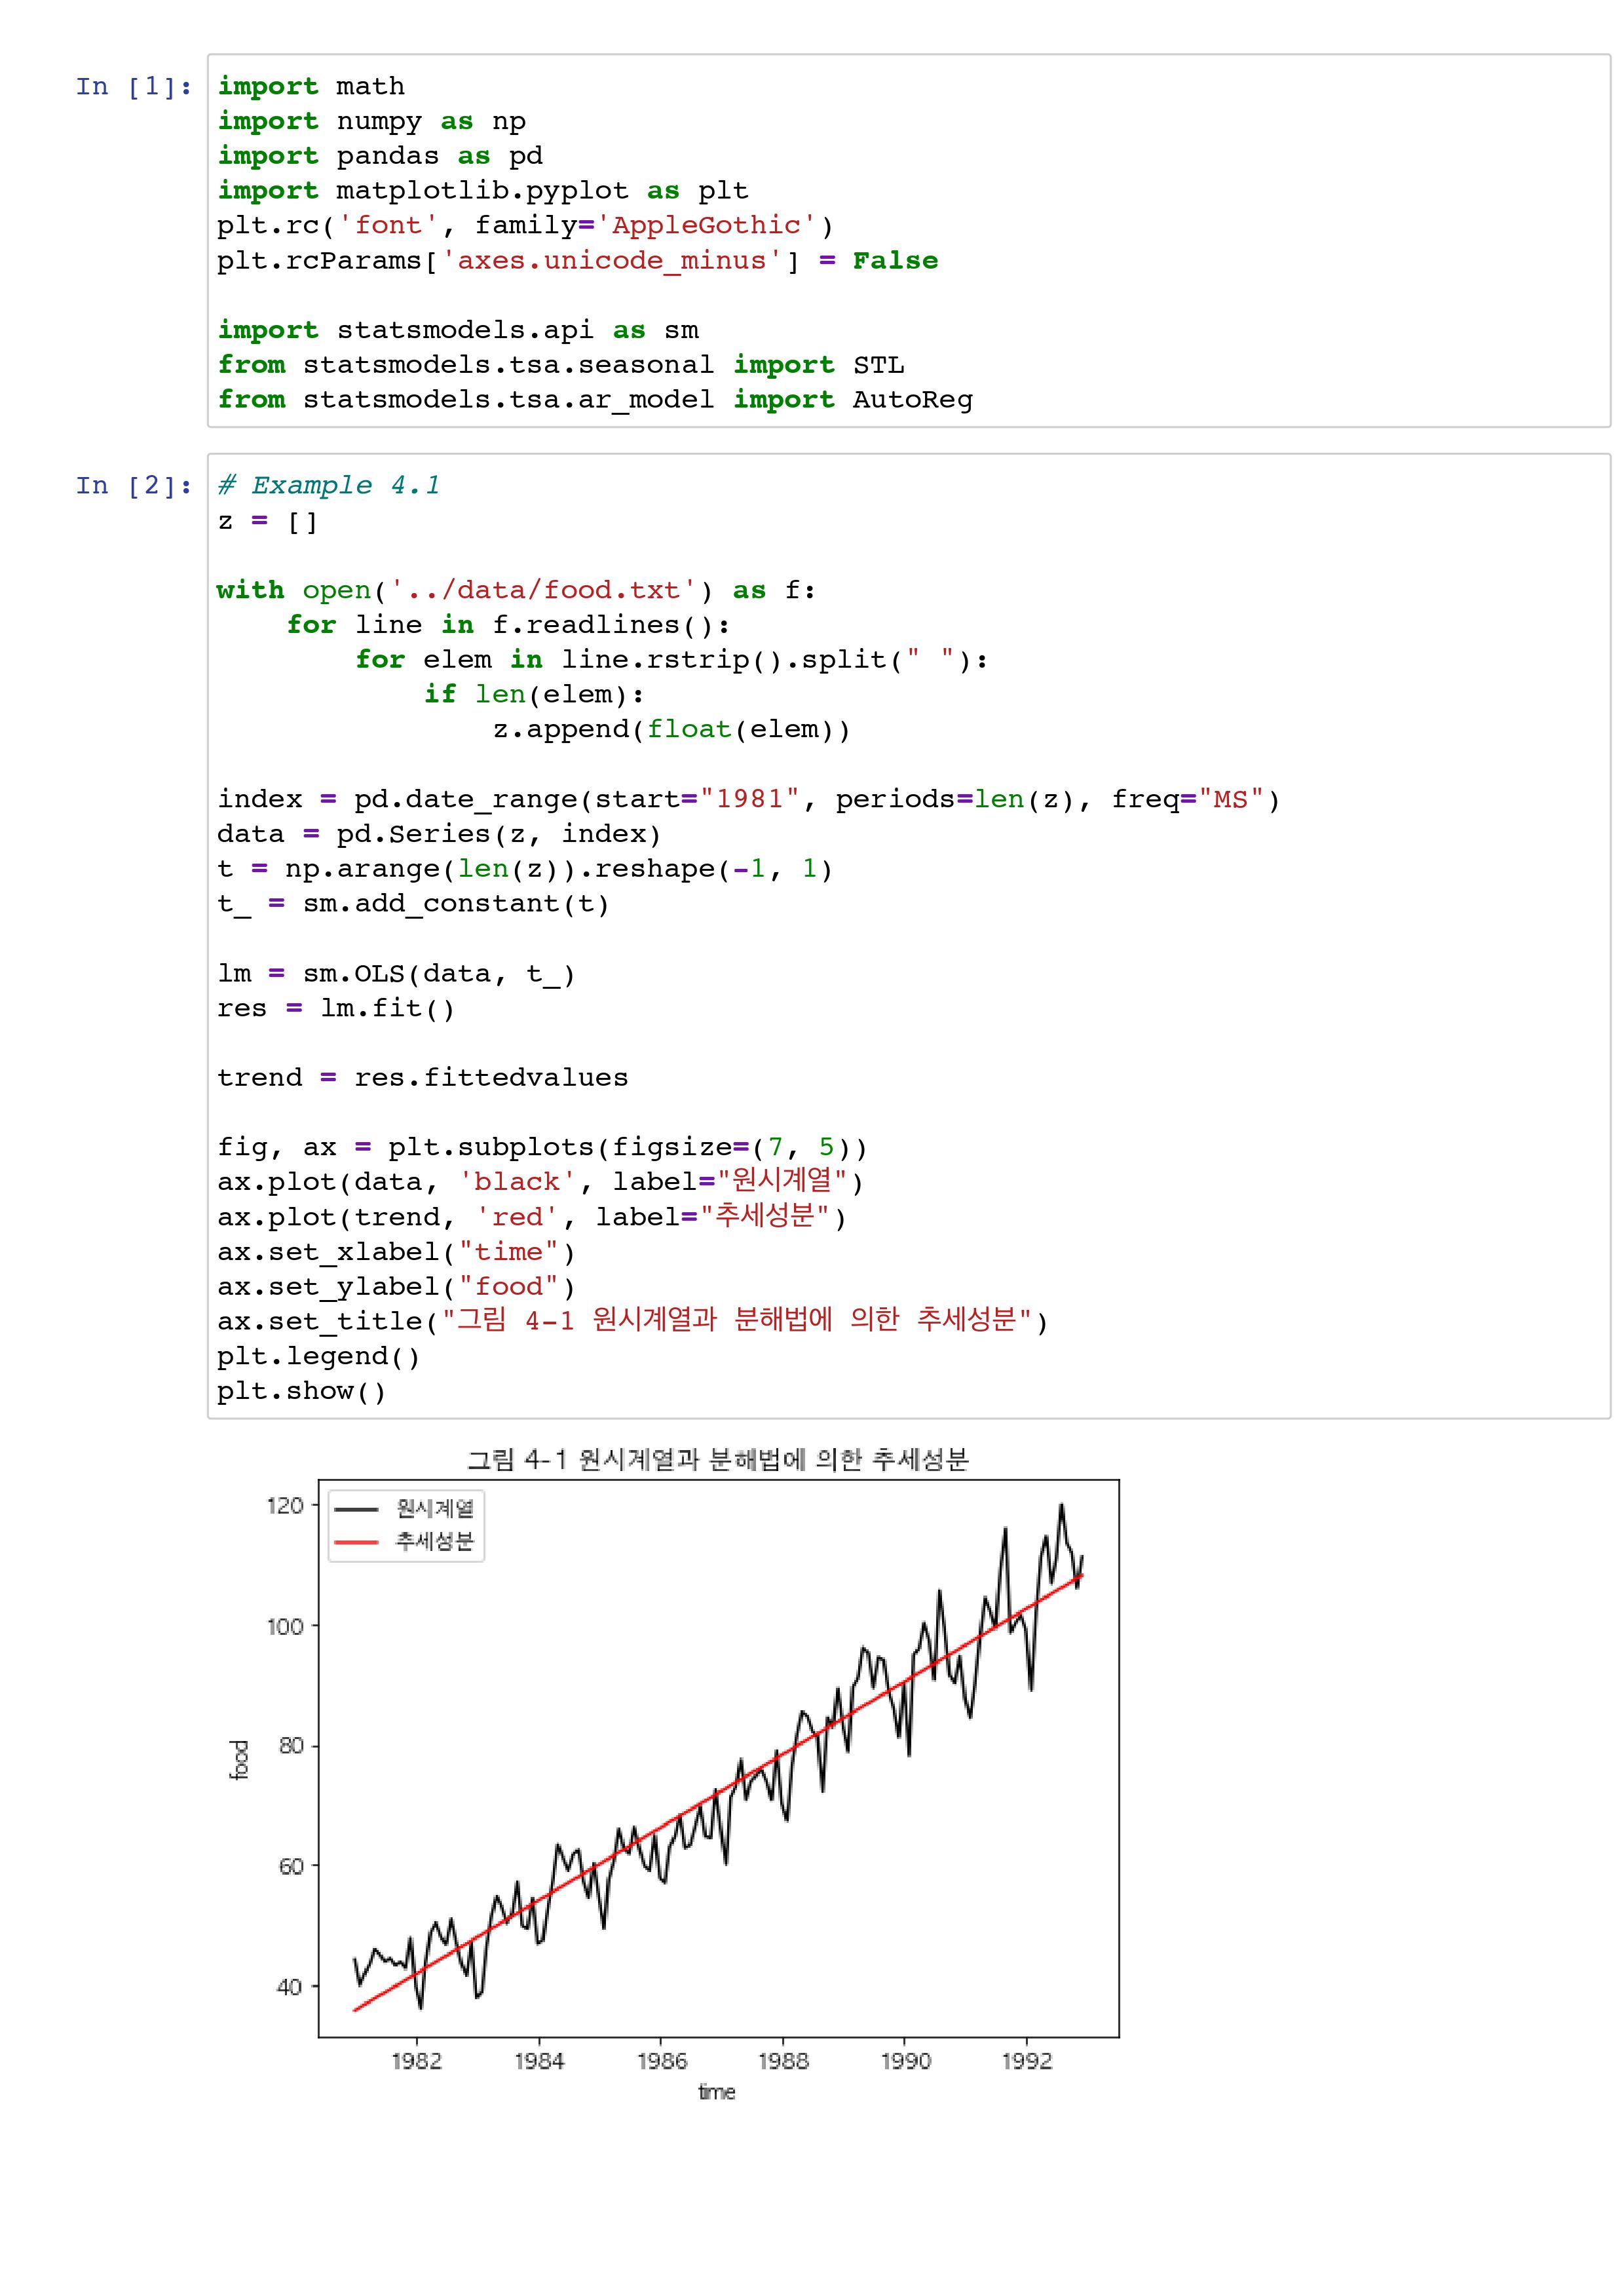 In [1]:
import math
import numpy as np
import pandas as pd
import matplotlib.pyplot as plt
plt.rc('font', family='AppleGothic')
plt.rcParams['axes.unicode_minus'] = False
import statsmodels.api as sm
from statsmodels.tsa.seasonal import STL
from statsmodels.tsa.ar_model import AutoReg
In [2]:
# Example 4.1
z = []
with open('../data/food.txt') as f:
    for line in f.readlines():
        for elem in line.rstrip().split(" "):
            if len(elem):
                z.append(float(elem))
index = pd.date_range(start="1981", periods=len(z), freq="MS")
data = pd.Series(z, index)
t = np.arange(len(z)).reshape(-1, 1)
t_ = sm.add_constant(t)
lm = sm.OLS(data, t_)
res = lm.fit()
trend = res.fittedvalues
fig, ax = plt.subplots(figsize=(7, 5))
ax.plot(data, 'black', label="원시계열")
ax.plot(trend, 'red', label="추세성분")
ax.set_xlabel("time")
ax.set_ylabel("food")
ax.set_title("그림 4-1 원시계열과 분해법에 의한 추세성분")
plt.legend()
plt.show()
그림 4-1 원시계열과 분해법에 의한 추세성분
원시계열
추세성분
120
100
80
60
40
food
1982 1984 1986 1988 1990 1992
time